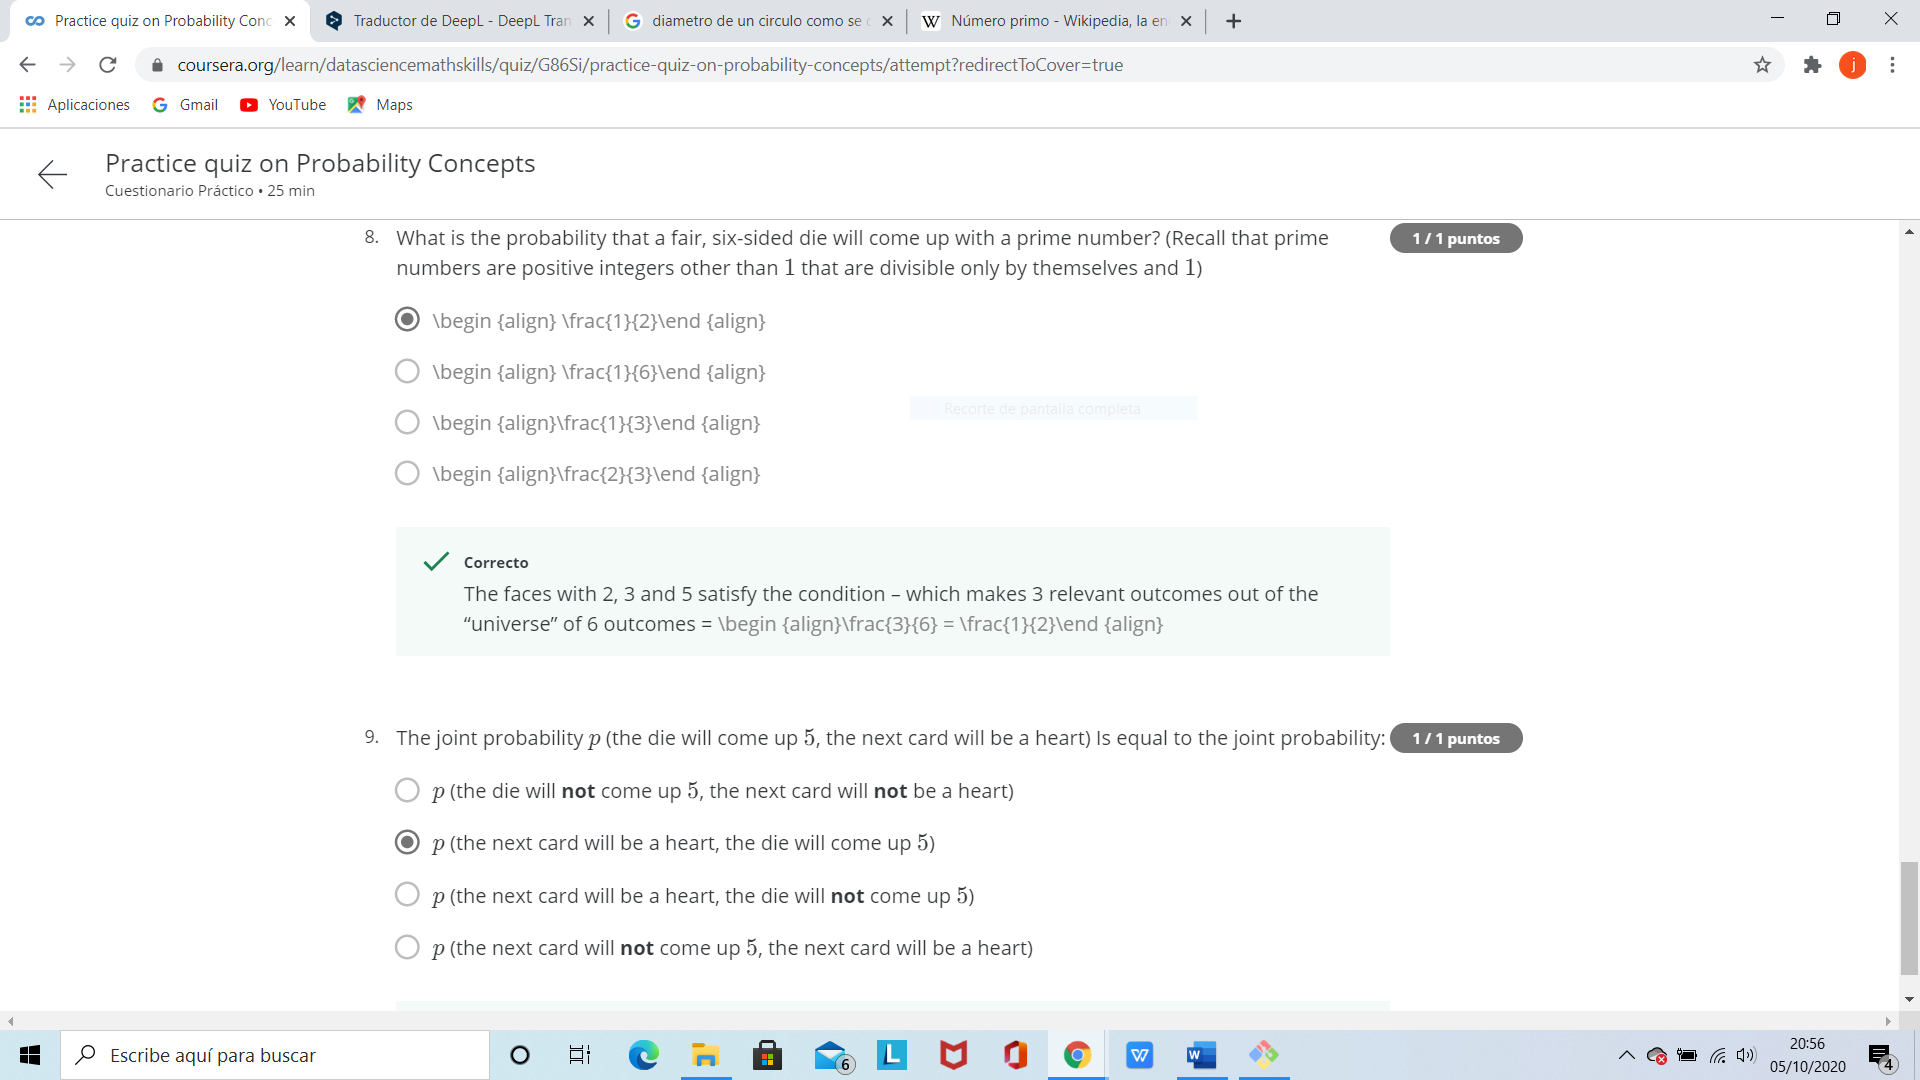 Practice quiz on Probability Conc
Traductor de DeepL - DeepL Tran
diametro de un circulo como se c
Número primo - Wikipedia, la en
coursera.org/learn/datasciencemathskills/quiz/G86Si/practice-quiz-on-probability-concepts/attempt?redirectToCover=true
j
Aplicaciones
Gmail
YouTube
Maps
Practice quiz on Probability Concepts
Cuestionario Práctico • 25 min
8. What is the probability that a fair, six-sided die will come up with a prime number? (Recall that prime
numbers are positive integers other than 1 that are divisible only by themselves and 1)
1 / 1 puntos
\begin {align} \frac{1}{2}\end {align}
\begin {align} \frac{1}{6}\end {align}
Recorte de pantalla completa
\begin {align}\frac{1}{3}\end {align}
\begin {align}\frac{2}{3}\end {align}
Correcto
The faces with 2, 3 and 5 satisfy the condition – which makes 3 relevant outcomes out of the
“universe” of 6 outcomes = \begin {align}\frac{3}{6} = \frac{1}{2}\end {align}
9. The joint probability p (the die will come up 5, the next card will be a heart) Is equal to the joint probability:
1 / 1 puntos
p (the die will not come up 5, the next card will not be a heart)
p (the next card will be a heart, the die will come up 5)
p (the next card will be a heart, the die will not come up 5)
p (the next card will not come up 5, the next card will be a heart)
Escribe aquí para buscar
6
L
W
W
20:56
05/10/2020
4